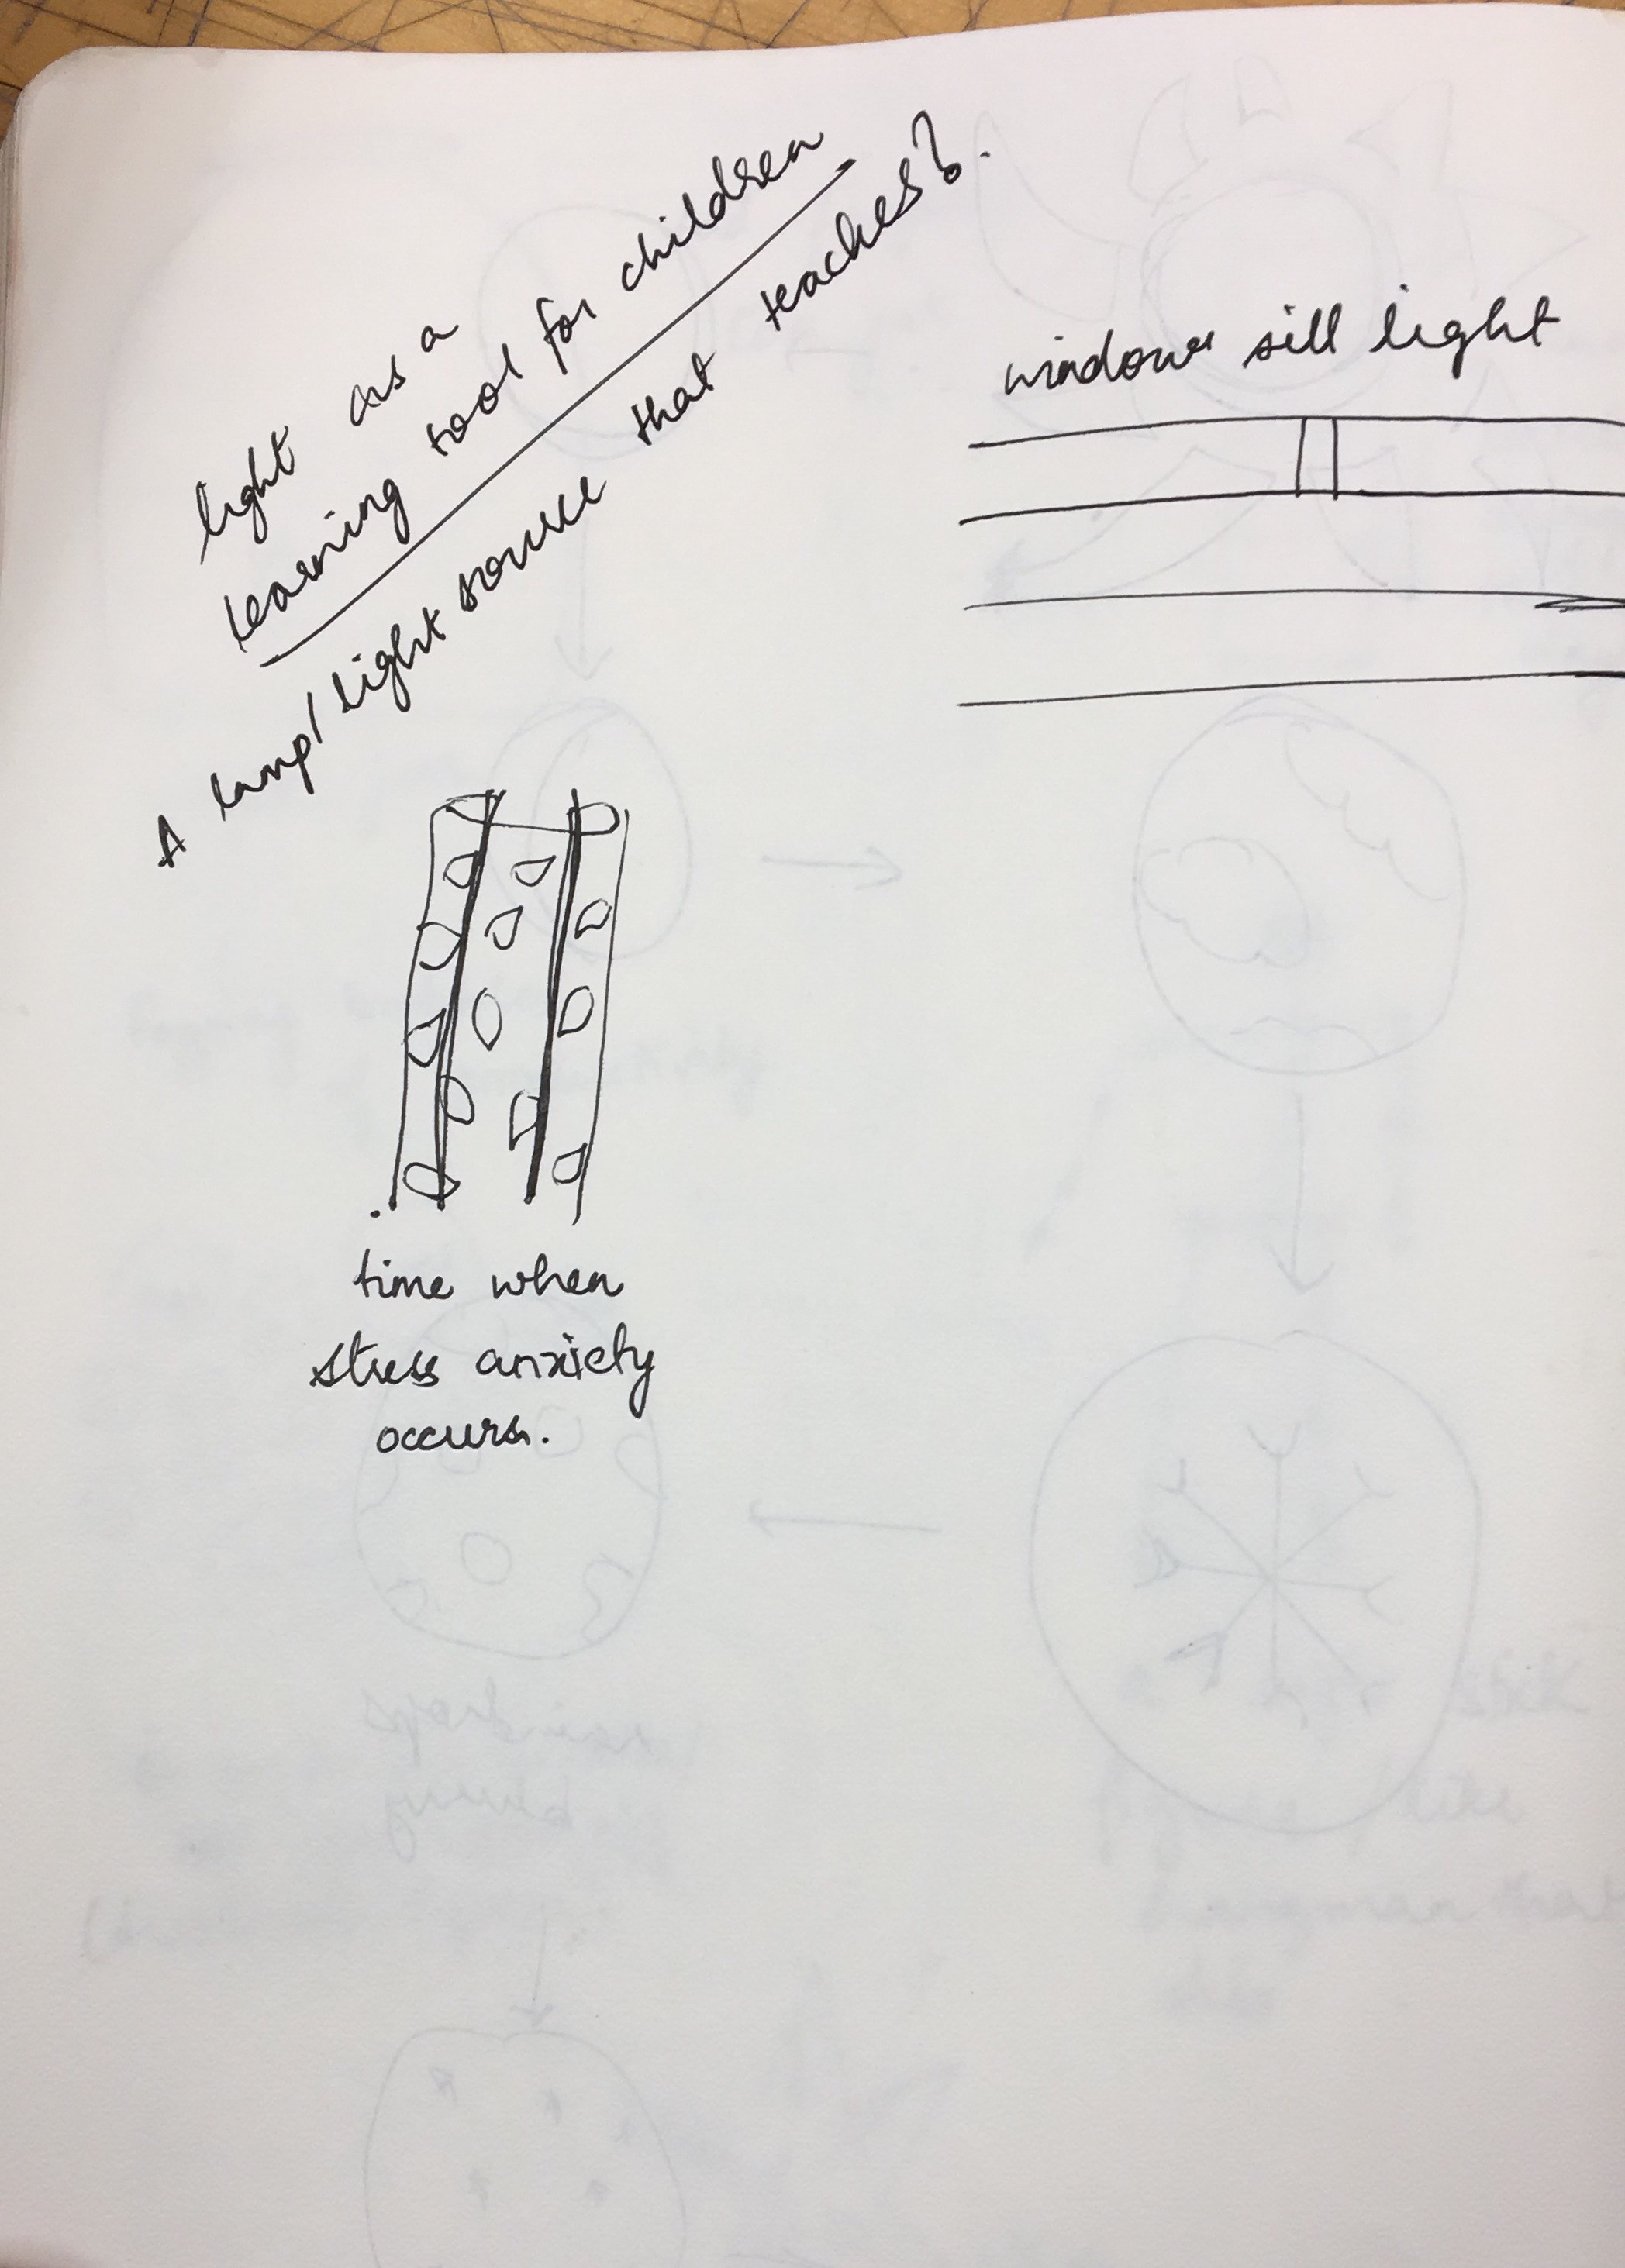 light as a
learning tool for children
A lamp/light source that teaches?.
window sill light
time when
stress anxiety
occurs.
raindrops